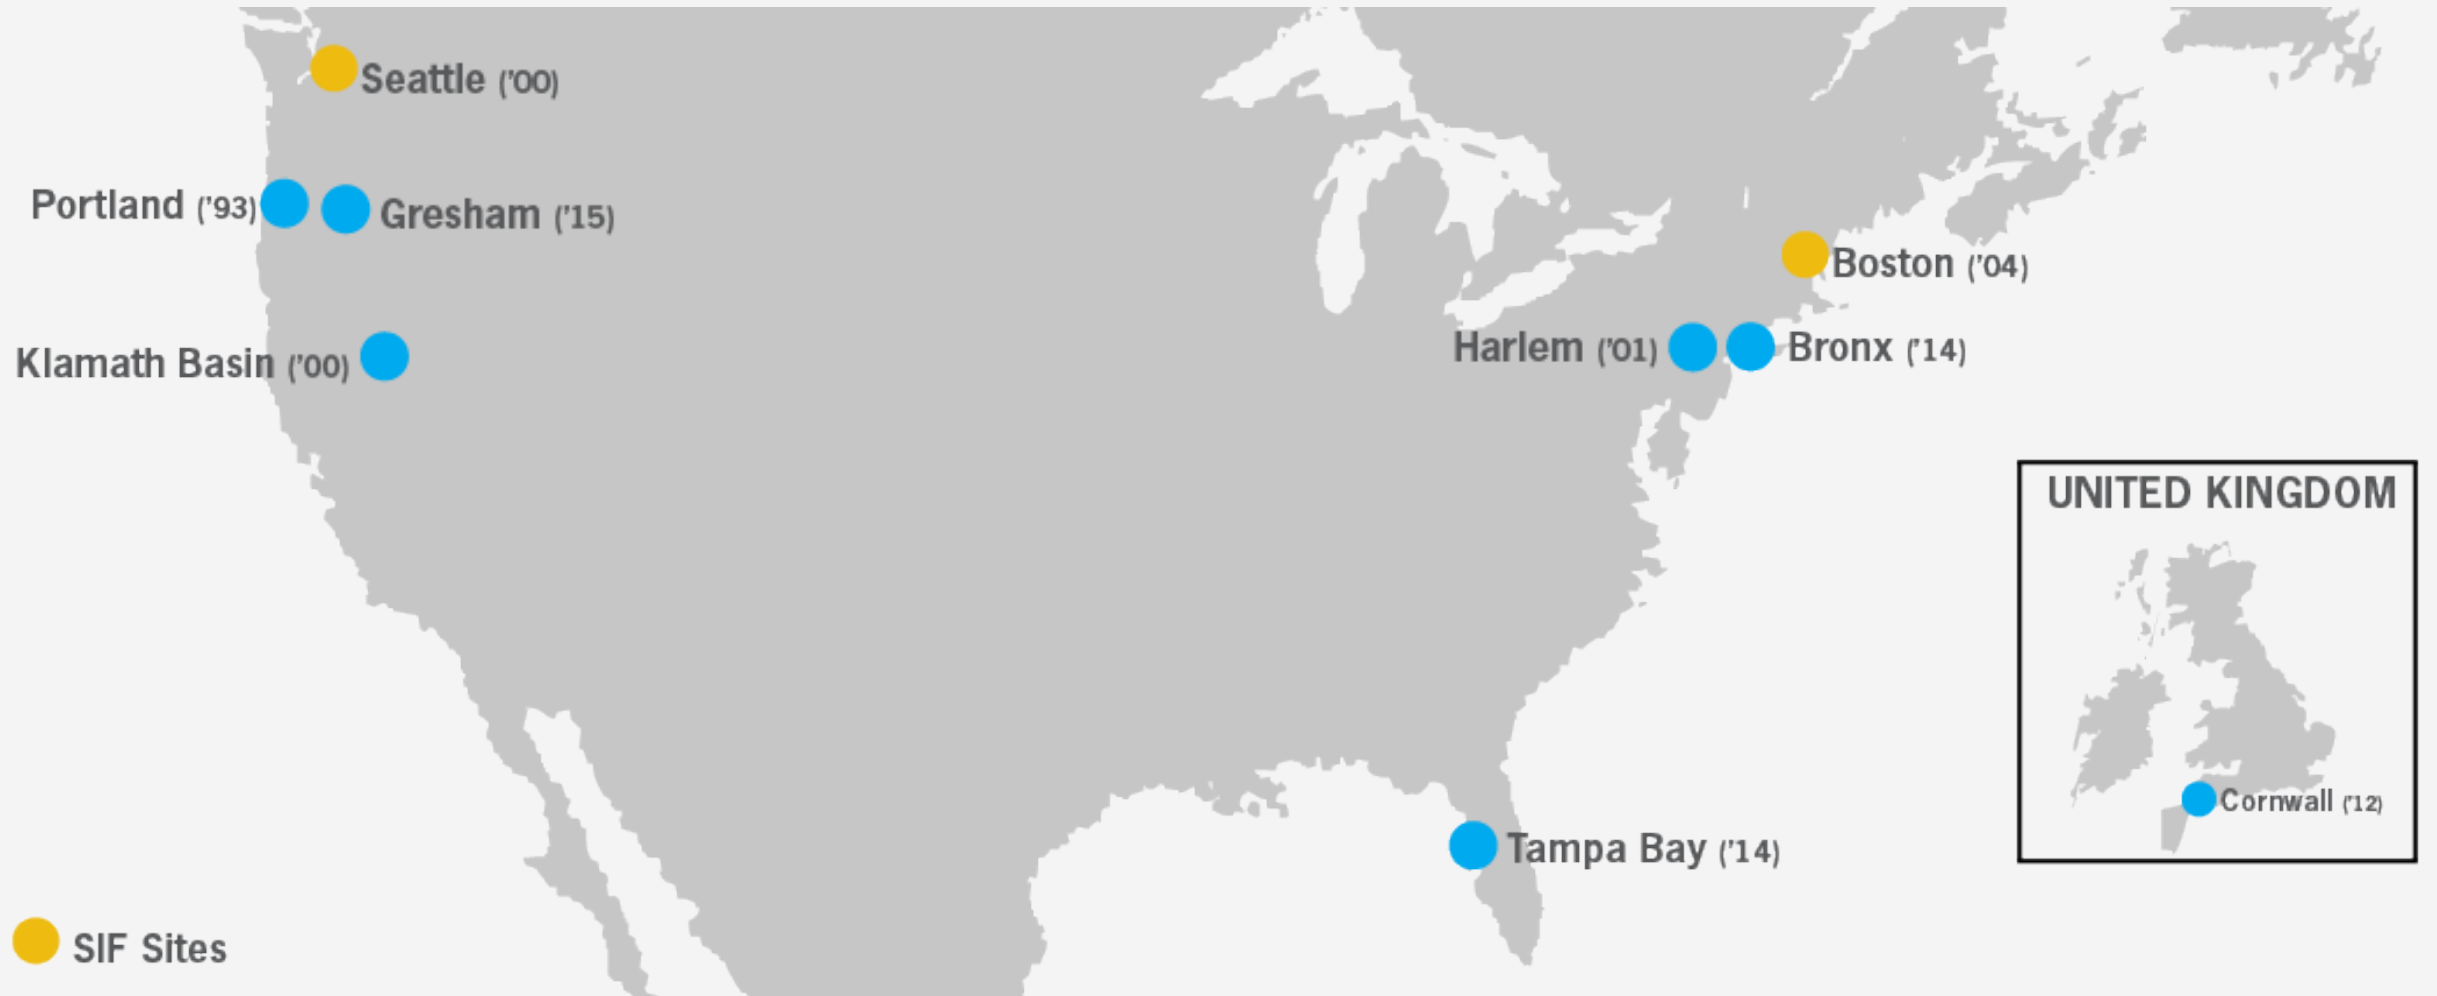 Seattle ('00)
Portland ('93)
Gresham ('15)
Boston ('04)
Klamath Basin ('00)
Harlem ('01)
Bronx ('14)
UNITED KINGDOM
Cornwall ('12)
Tampa Bay ('14)
SIF Sites